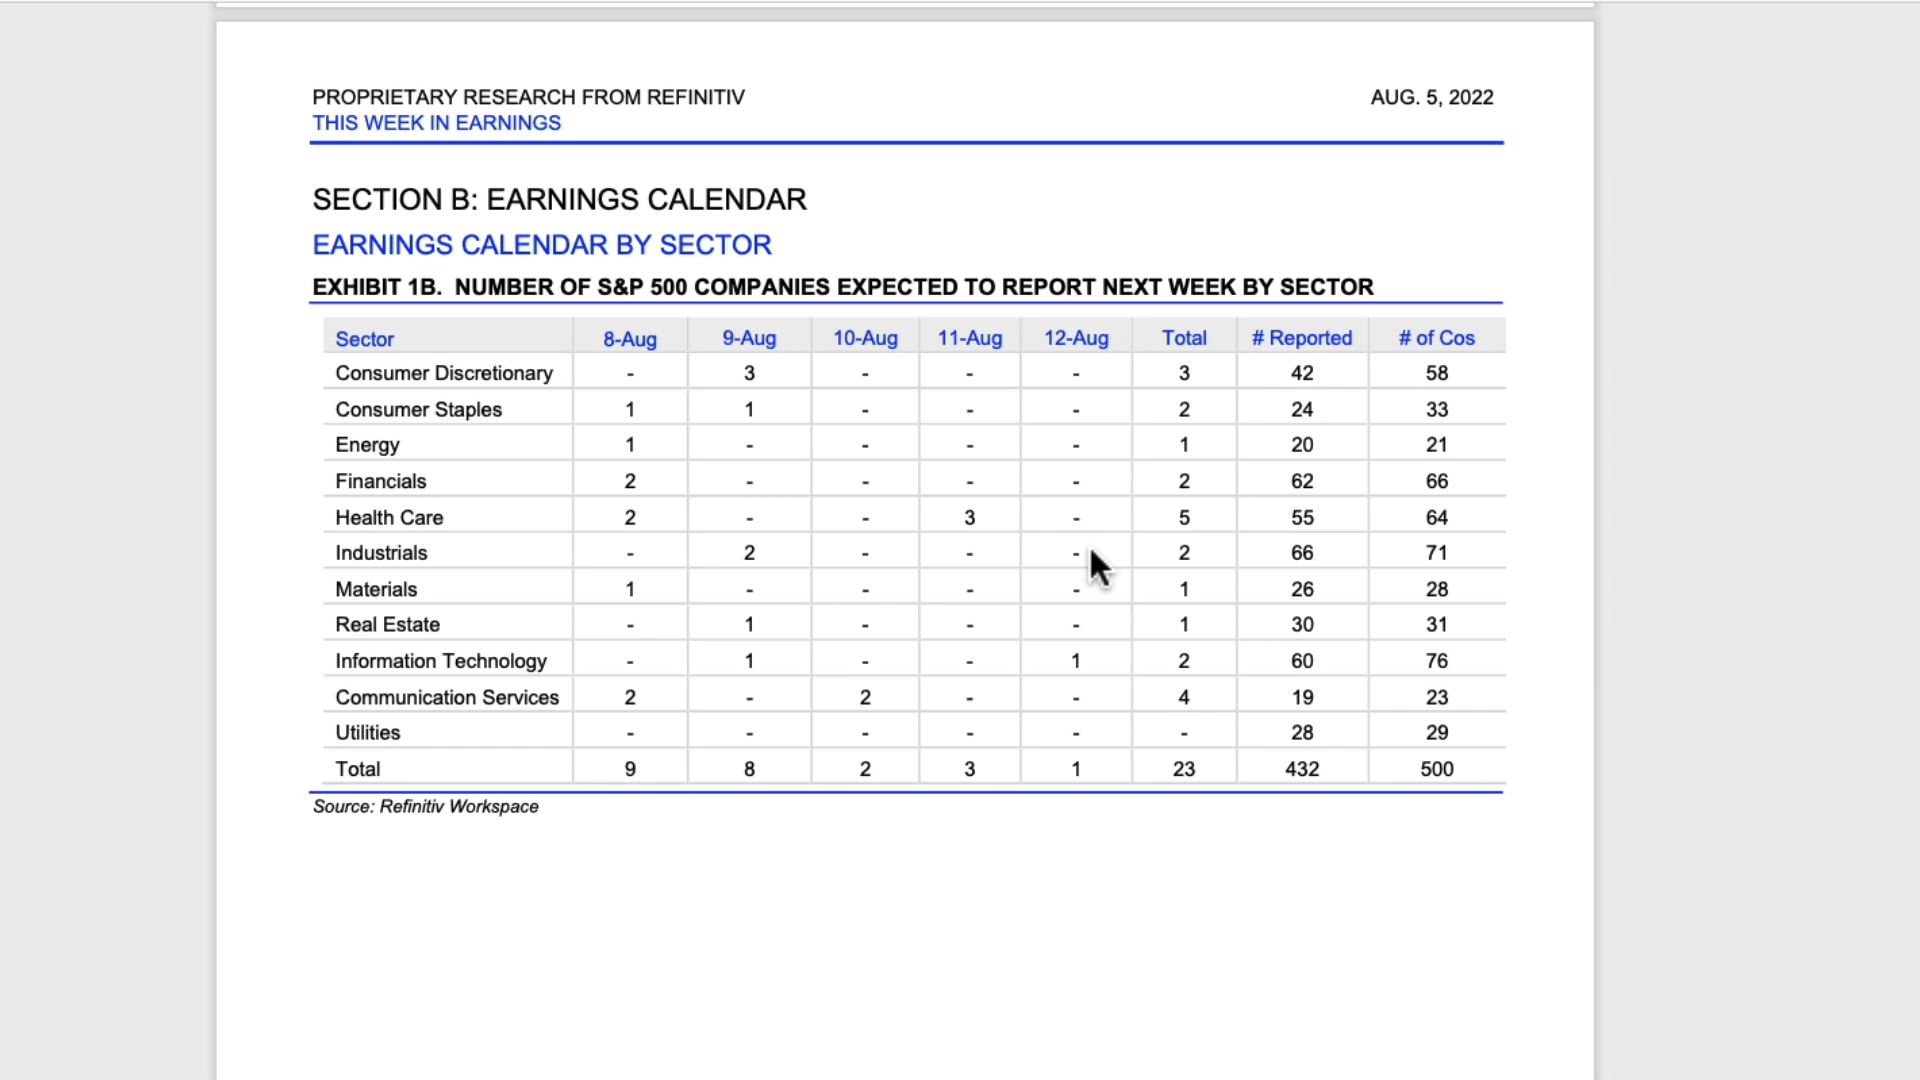 PROPRIETARY RESEARCH FROM REFINITIV AUG. 5, 2022
THIS WEEK IN EARNINGS
SECTION B: EARNINGS CALENDAR
EARNINGS CALENDAR BY SECTOR
EXHIBIT 1B. NUMBER OF S&P 500 COMPANIES EXPECTED TO REPORT NEXT WEEK BY SECTOR
Sector 8-Aug 9-Aug 10-Aug 11-Aug 12-Aug Total # Reported # of Cos
Consumer Discretionary - 3 - - - 3 42 58
Consumer Staples 1 1 - - - 2 24 33
Energy 1 - - - - 1 20 21
Financials 2 - - - - 2 62 66
Health Care 2 - - 3 - 5 55 64
Industrials - 2 - - - 2 66 71
Materials 1 - - - - 1 26 28
Real Estate - 1 - - - 1 30 31
Information Technology - 1 - - 1 2 60 76
Communication Services 2 - 2 - - 4 19 23
Utilities - - - - - - 28 29
Total 9 8 2 3 1 23 432 500
Source: Refinitiv Workspace